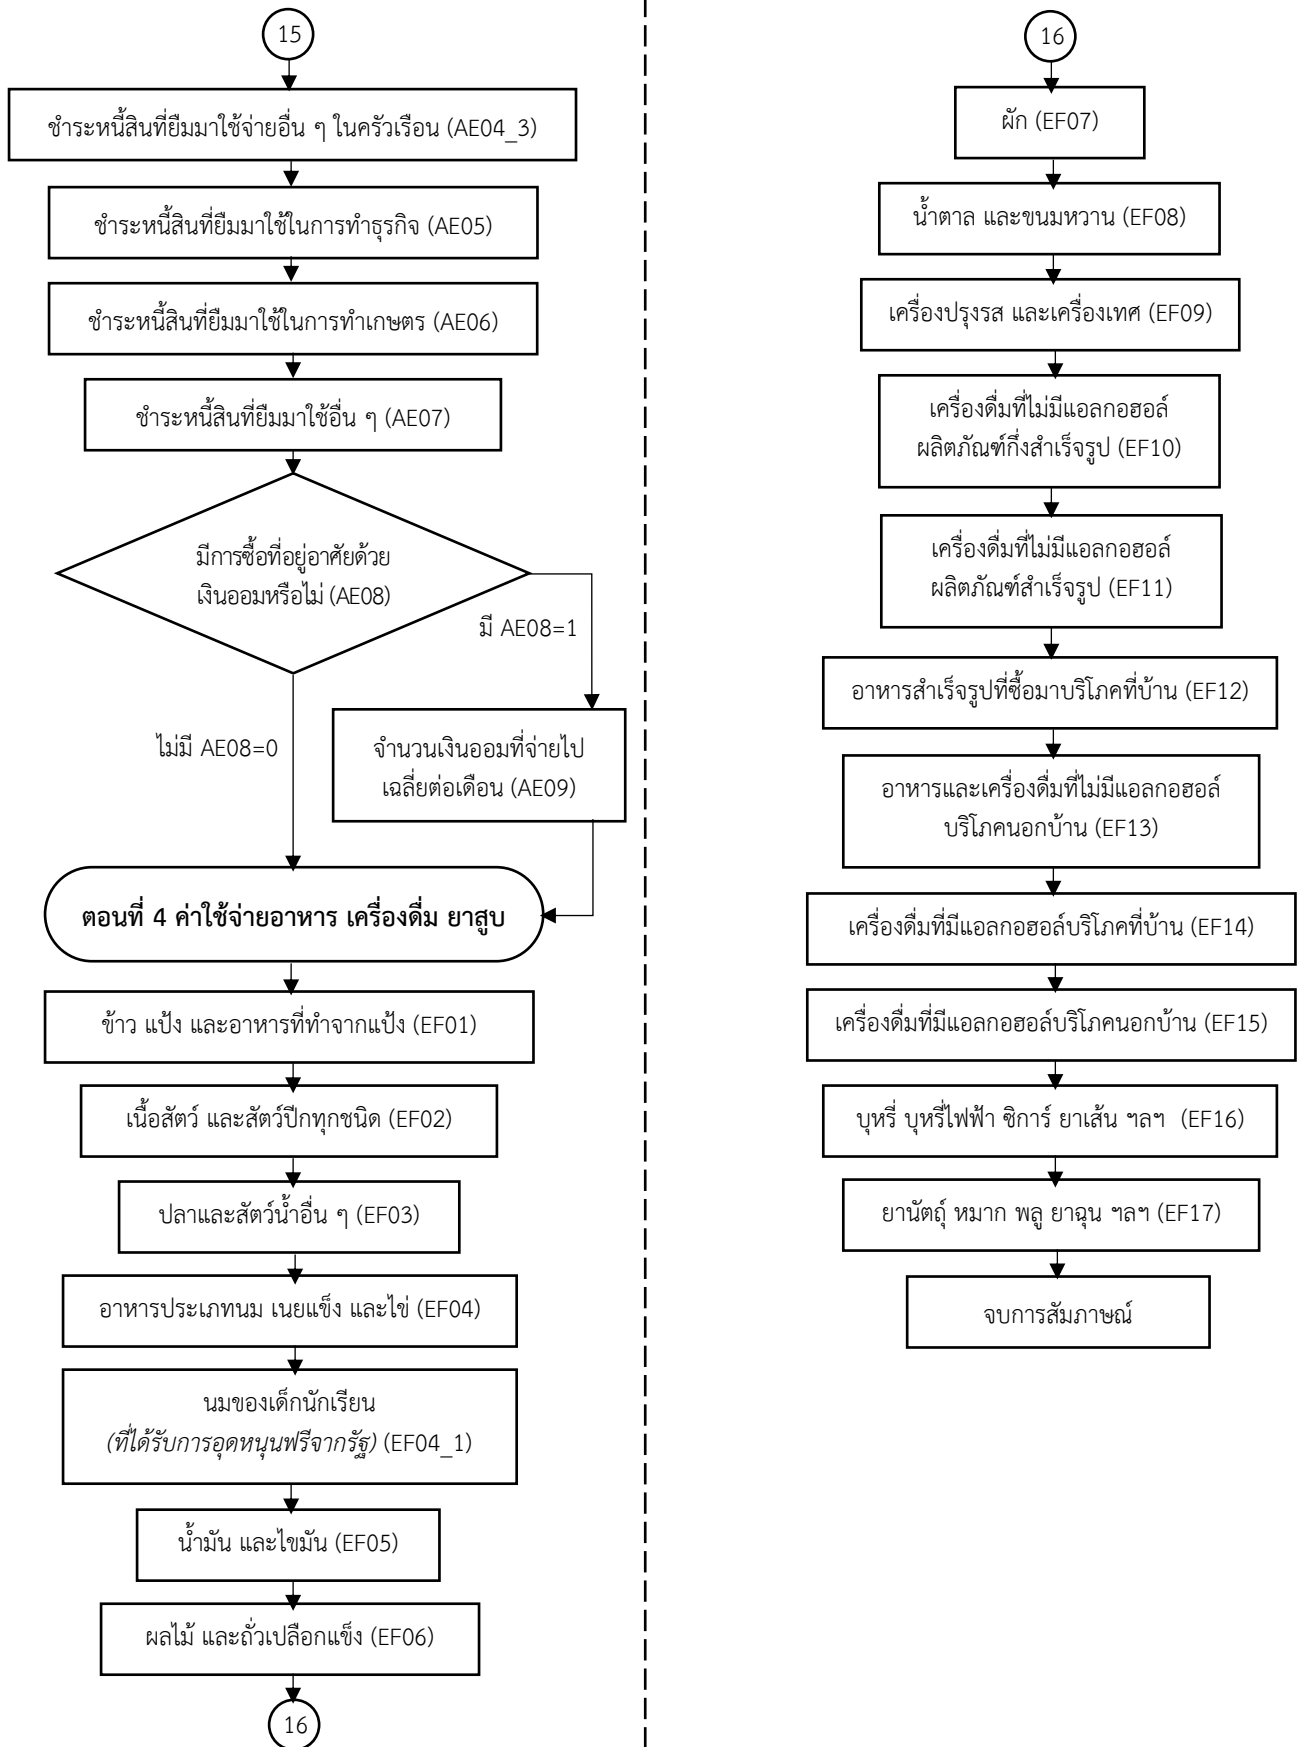 15
ชำระหนี้สินที่ยืมมาใช้จ่ายอื่น ๆ ในครัวเรือน (AE04_3)
ชำระหนี้สินที่ยืมมาใช้ในการทำธุรกิจ (AE05)
ชำระหนี้สินที่ยืมมาใช้ในการทำเกษตร (AE06)
ชำระหนี้สินที่ยืมมาใช้อื่น ๆ (AE07)
มีการซื้อที่อยู่อาศัยด้วย
เงินออมหรือไม่ (AE08)
มี AE08=1
ไม่มี AE08=0
จำนวนเงินออมที่จ่ายไป
เฉลี่ยต่อเดือน (AE09)
ตอนที่ 4 ค่าใช้จ่ายอาหาร เครื่องดื่ม ยาสูบ
ข้าว แป้ง และอาหารที่ทำจากแป้ง (EF01)
เนื้อสัตว์ และสัตว์ปีกทุกชนิด (EF02)
ปลาและสัตว์น้ำอื่น ๆ (EF03)
อาหารประเภทนม เนยแข็ง และไข่ (EF04)
นมของเด็กนักเรียน
(ที่ได้รับการอุดหนุนฟรีจากรัฐ) (EF04_1)
น้ำมัน และไขมัน (EF05)
ผลไม้ และถั่วเปลือกแข็ง (EF06)
16
16
ผัก (EF07)
น้ำตาล และขนมหวาน (EF08)
เครื่องปรุงรส และเครื่องเทศ (EF09)
เครื่องดื่มที่ไม่มีแอลกอฮอล์
ผลิตภัณฑ์กึ่งสำเร็จรูป (EF10)
เครื่องดื่มที่ไม่มีแอลกอฮอล์
ผลิตภัณฑ์สำเร็จรูป (EF11)
อาหารสำเร็จรูปที่ซื้อมาบริโภคที่บ้าน (EF12)
อาหารและเครื่องดื่มที่ไม่มีแอลกอฮอล์
บริโภคนอกบ้าน (EF13)
เครื่องดื่มที่มีแอลกอฮอล์บริโภคที่บ้าน (EF14)
เครื่องดื่มที่มีแอลกอฮอล์บริโภคนอกบ้าน (EF15)
บุหรี่ บุหรี่ไฟฟ้า ซิการ์ ยาเส้น ฯลฯ (EF16)
ยานัตถุ์ หมาก พลู ยาฉุน ฯลฯ (EF17)
จบการสัมภาษณ์